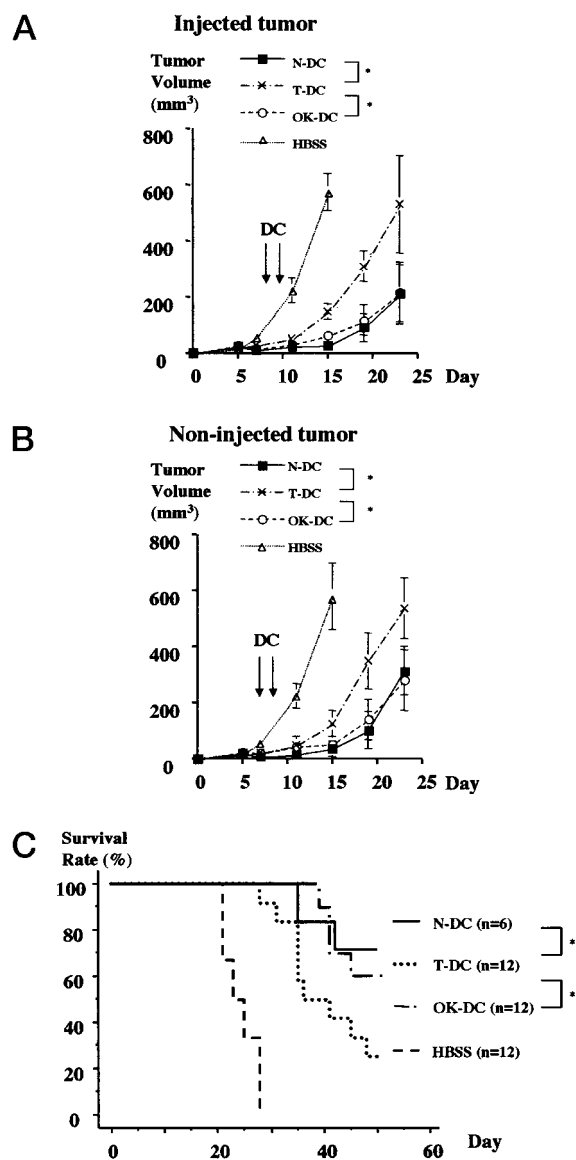 A
Injected tumor
Tumor
Volume
(mm³)
N-DC
T-DC
OK-DC
HBSS
*
*
800
600
400
200
0
DC
0 5 10 15 20 25 Day
B
Non-injected tumor
Tumor
Volume
(mm³)
N-DC
T-DC
OK-DC
HBSS
*
*
800
600
400
200
0
DC
0 5 10 15 20 25 Day
C
Survival
Rate (%)
100
80
60
40
20
0
N-DC (n=6)
T-DC (n=12)
OK-DC (n=12)
HBSS (n=12)
*
*
0 20 40 60 Day